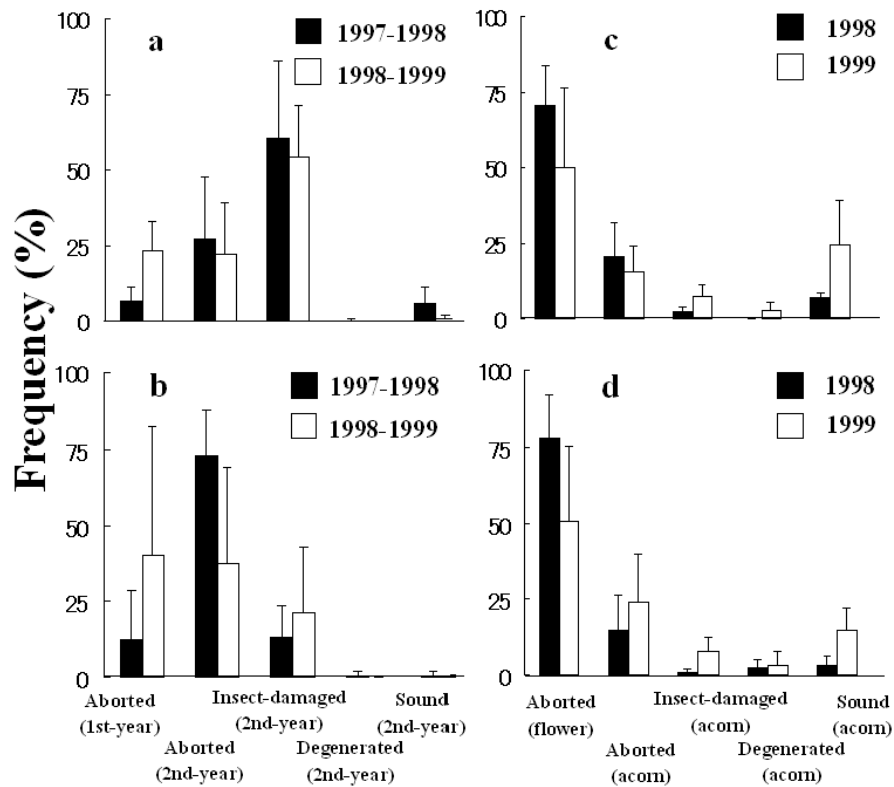 Frequency (%)
a
1997-1998
1998-1999
100
75
50
25
0
c
1998
1999
100
75
50
25
0
b
1997-1998
1998-1999
100
75
50
25
0
Aborted
(1st-year)
Aborted
(2nd-year)
Insect-damaged
(2nd-year)
Degenerated
(2nd-year)
Sound
(2nd-year)
d
1998
1999
100
75
50
25
0
Aborted
(flower)
Aborted
(acorn)
Insect-damaged
(acorn)
Degenerated
(acorn)
Sound
(acorn)